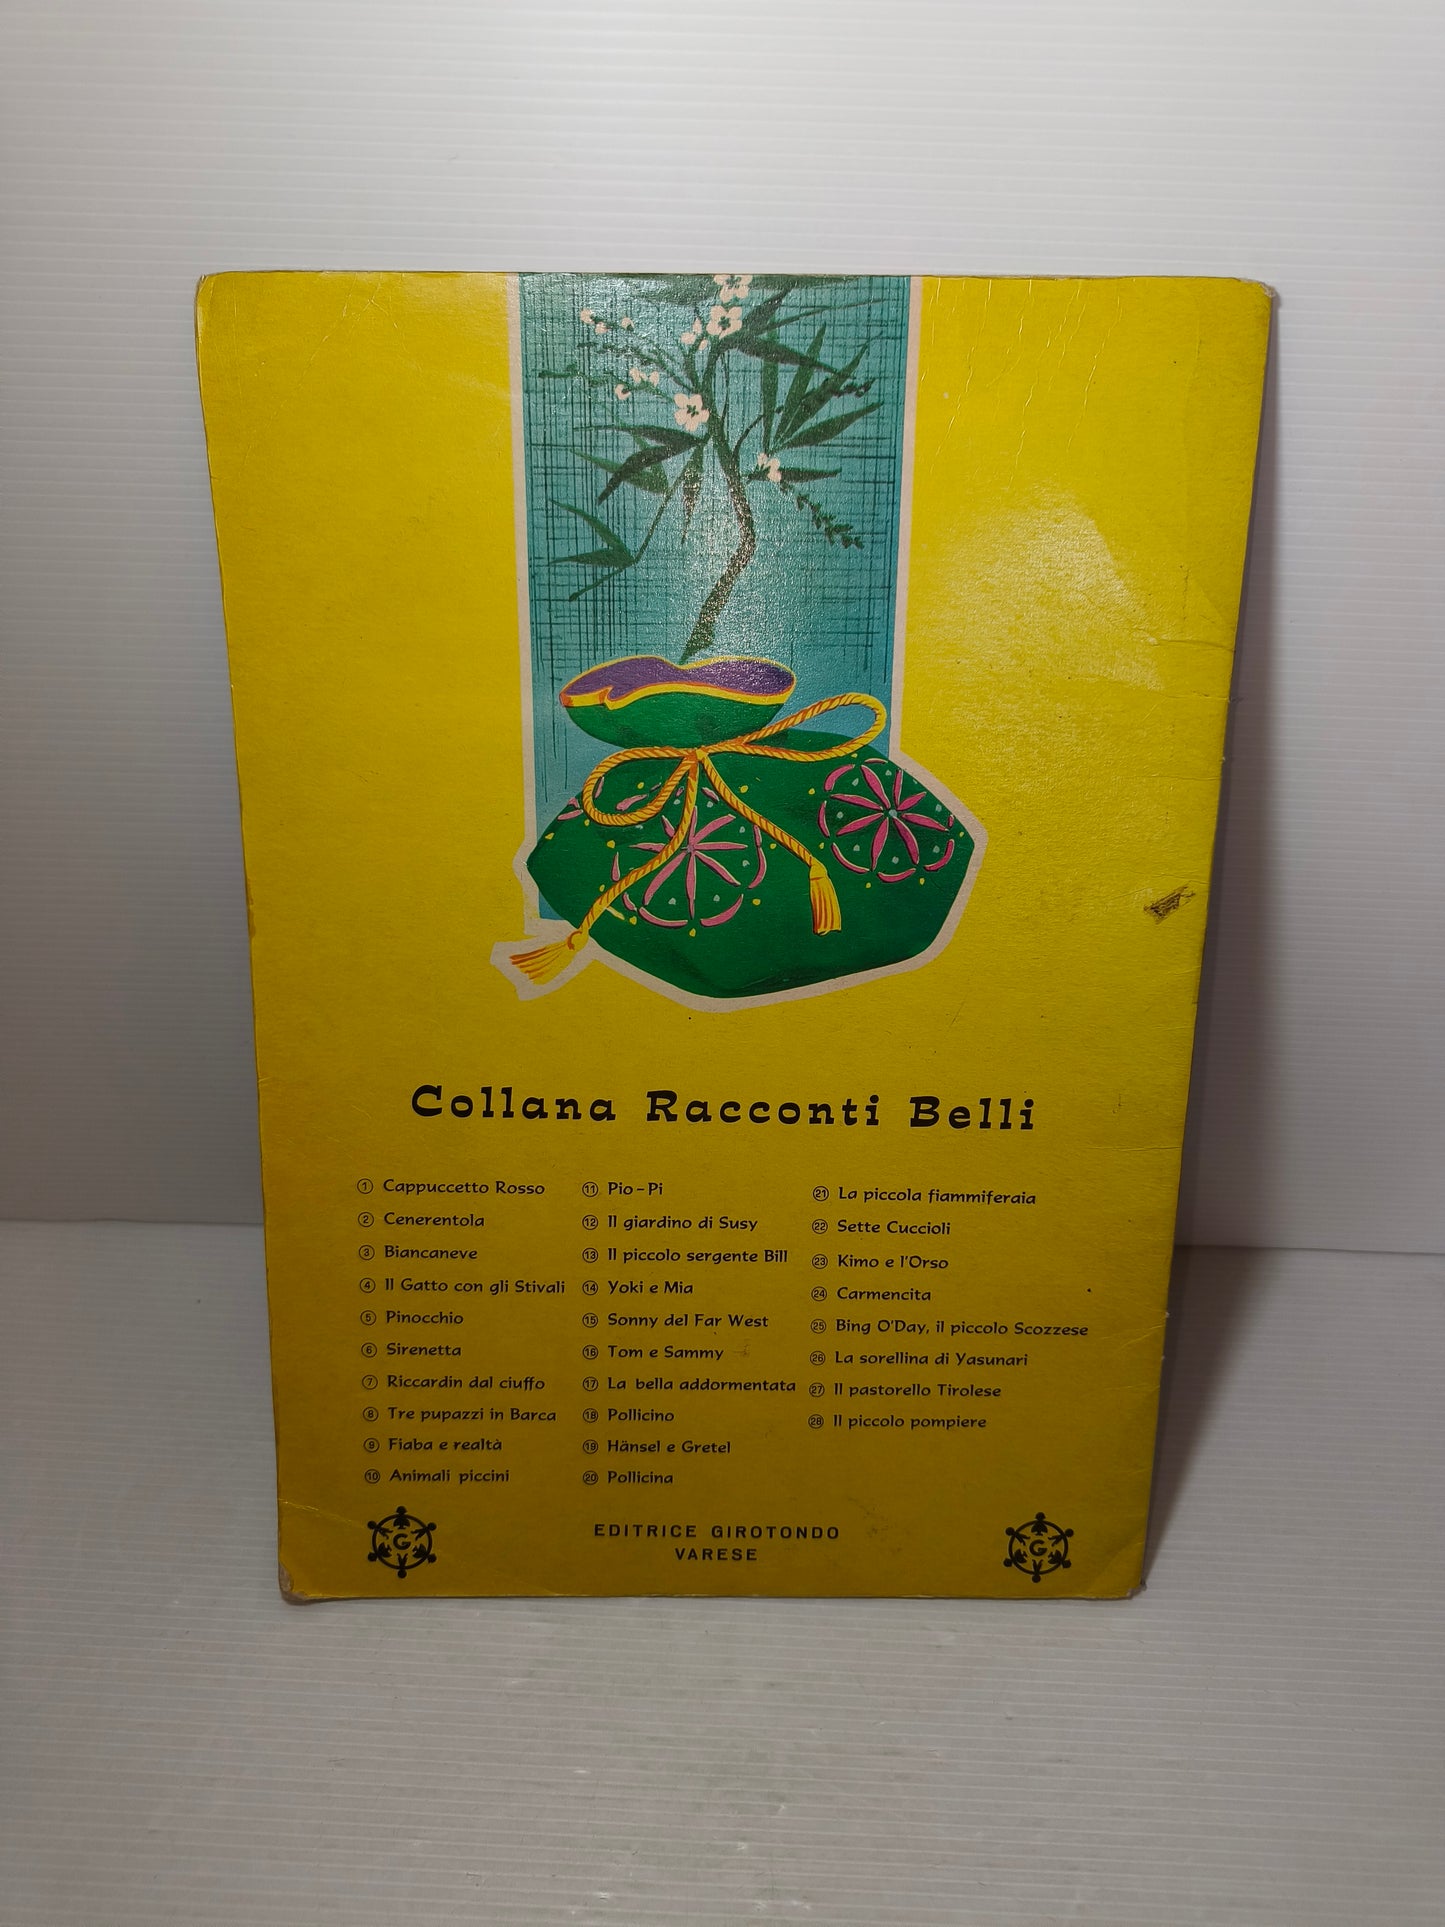 Collana Racconti Belli
① Cappuccetto Rosso
② Cenerentola
③ Biancaneve
④ Il Gatto con gli Stivali
⑤ Pinocchio
⑥ Sirenetta
⑦ Riccardin dal ciuffo
⑧ Tre pupazzi in Barca
⑨ Fiaba e realtà
⑩ Animali piccini
⑪ Pio-Pi
⑫ Il giardino di Susy
⑬ Il piccolo sergente Bill
⑭ Yoki e Mia
⑮ Sonny del Far West
⑯ Tom e Sammy
⑰ La bella addormentata
⑱ Pollicino
⑲ Hänsel e Gretel
⑳ Pollicina
㉑ La piccola fiammiferaia
㉒ Sette Cuccioli
㉓ Kimo e l'Orso
㉔ Carmencita
㉕ Bing O'Day, il piccolo Scozzese
㉖ La sorellina di Yasunari
㉗ Il pastorello Tirolese
㉘ Il piccolo pompiere
G
EDITRICE GIROTONDO
VARESE
G